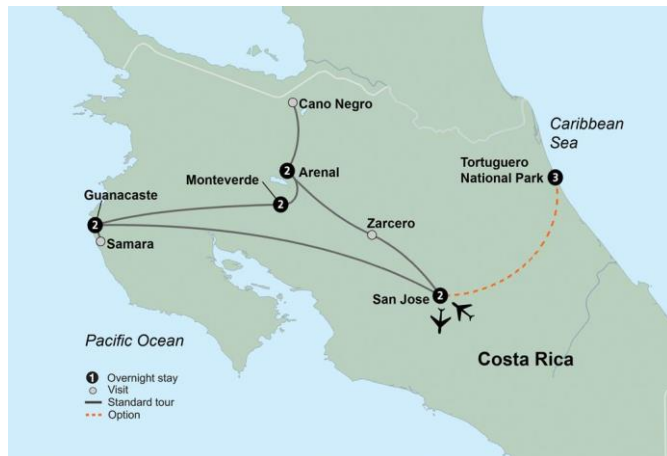 Cano Negro
Caribbean
Sea
2
Arenal
Tortuguero
National Park
3
Monteverde
2
Guanacaste
2
Samara
Zarcero
San Jose
2
Pacific Ocean
Costa Rica
1 Overnight stay
Visit
Standard tour
Option